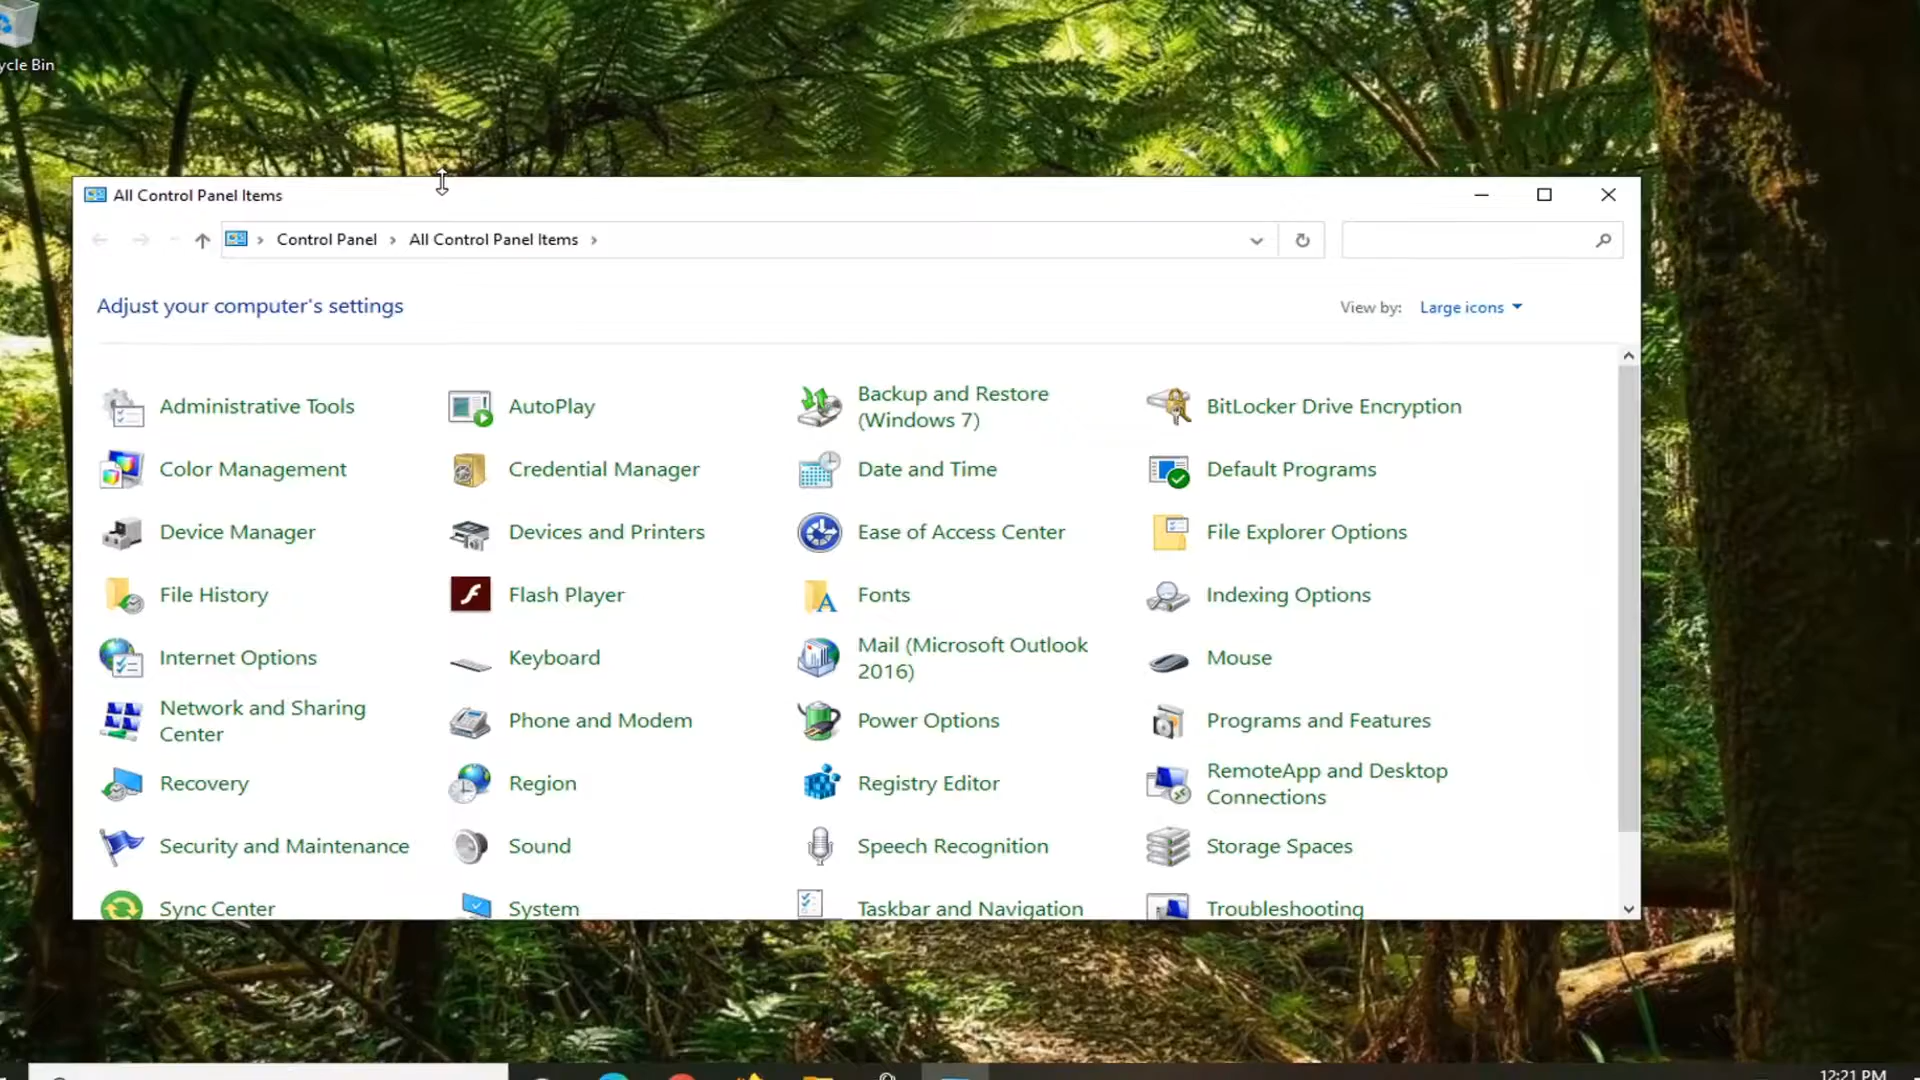 ycle Bin
All Control Panel Items
Control Panel
All Control Panel Items
Adjust your computer's settings
View by:
Large icons
Administrative Tools
AutoPlay
Backup and Restore
(Windows 7)
BitLocker Drive Encryption
Color Management
Credential Manager
Date and Time
Default Programs
Device Manager
Devices and Printers
Ease of Access Center
File Explorer Options
File History
Flash Player
Fonts
Indexing Options
Internet Options
Keyboard
Mail (Microsoft Outlook
2016)
Mouse
Network and Sharing
Center
Phone and Modem
Power Options
Programs and Features
Recovery
Region
Registry Editor
RemoteApp and Desktop
Connections
Security and Maintenance
Sound
Speech Recognition
Storage Spaces
Sync Center
System
Taskbar and Navigation
Troubleshooting
12:21 PM